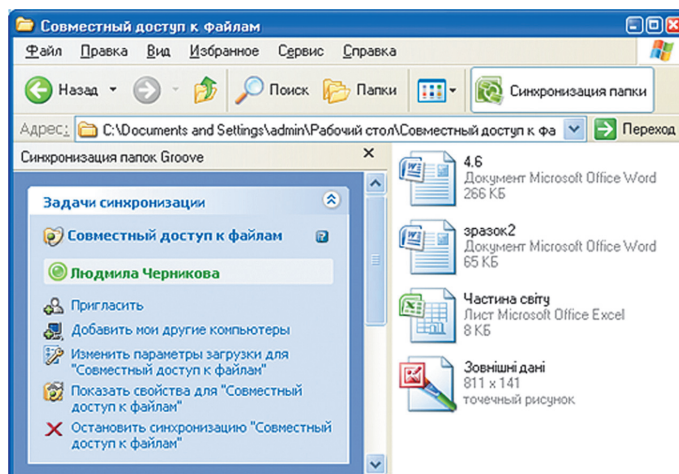 Совместный доступ к файлам
Файл Правка Вид Избранное Сервис Справка
Назад Поиск Папки Синхронизация папки
Адрес: C:\Documents and Settings\admin\Рабочий стол\Совместный доступ к фа Переход
Синхронизация папок Groove
Задачи синхронизации
Совместный доступ к файлам
Людмила Черникова
Пригласить
Добавить мои другие компьютеры
Изменить параметры загрузки для
"Совместный доступ к файлам"
Показать свойства для "Совместный
доступ к файлам"
Остановить синхронизацию "Совместный
доступ к файлам"
4.6
Документ Microsoft Office Word
266 КБ
зразок2
Документ Microsoft Office Word
65 КБ
Частина світу
Лист Microsoft Office Excel
8 КБ
Зовнішні дані
811 x 141
точечный рисунок